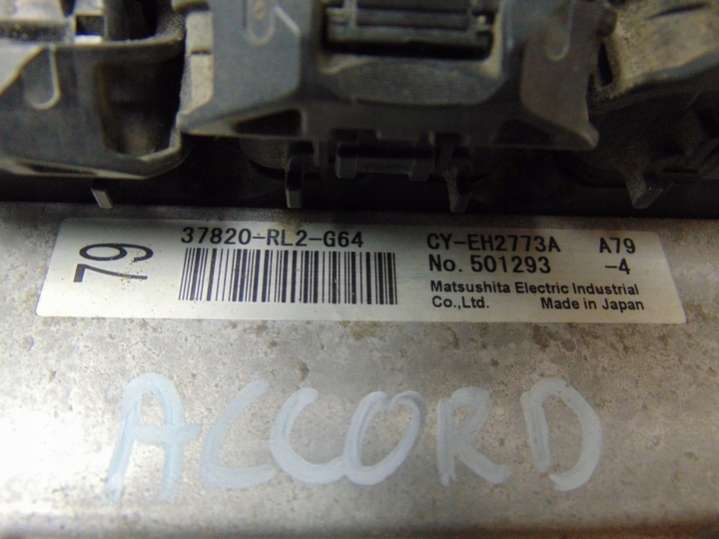 79
37820-RL2-G64
CY-EH2773A A79
No. 501293 -4
Matsushita Electric Industrial
Co.,Ltd. Made in Japan
ACCORD